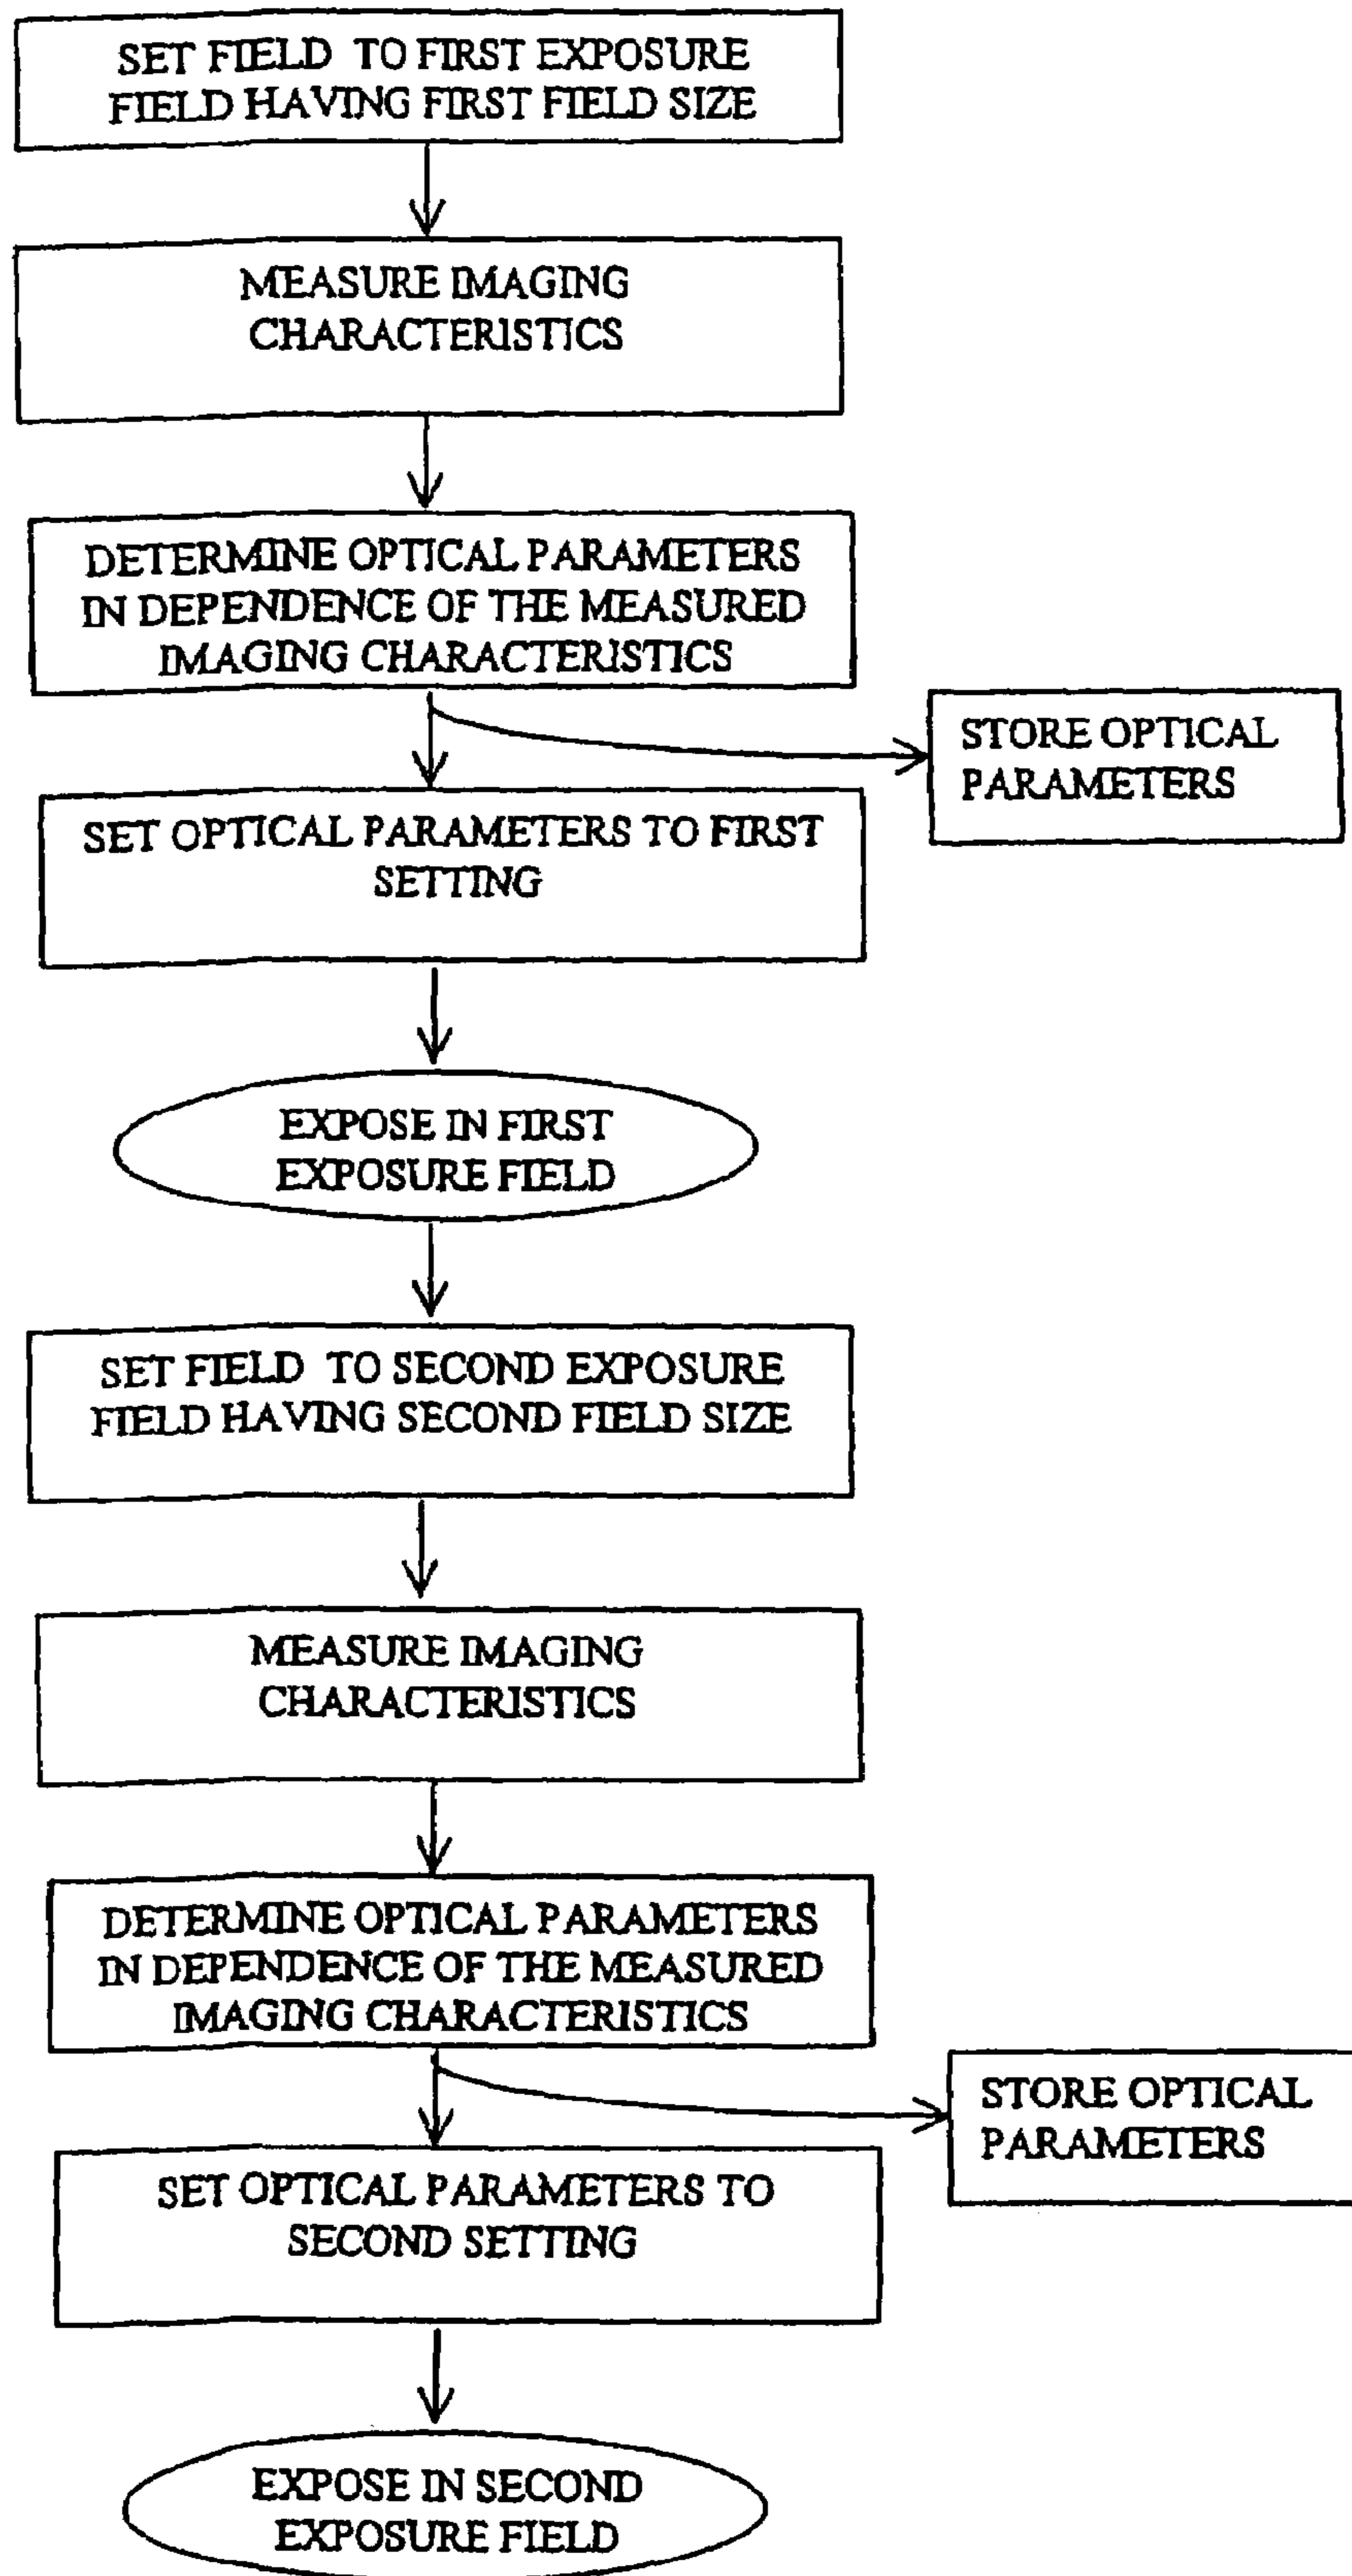 SET FIELD TO FIRST EXPOSURE
FIELD HAVING FIRST FIELD SIZE
MEASURE IMAGING
CHARACTERISTICS
DETERMINE OPTICAL PARAMETERS
IN DEPENDENCE OF THE MEASURED
IMAGING CHARACTERISTICS
STORE OPTICAL
PARAMETERS
SET OPTICAL PARAMETERS TO FIRST
SETTING
EXPOSE IN FIRST
EXPOSURE FIELD
SET FIELD TO SECOND EXPOSURE
FIELD HAVING SECOND FIELD SIZE
MEASURE IMAGING
CHARACTERISTICS
DETERMINE OPTICAL PARAMETERS
IN DEPENDENCE OF THE MEASURED
IMAGING CHARACTERISTICS
STORE OPTICAL
PARAMETERS
SET OPTICAL PARAMETERS TO
SECOND SETTING
EXPOSE IN SECOND
EXPOSURE FIELD